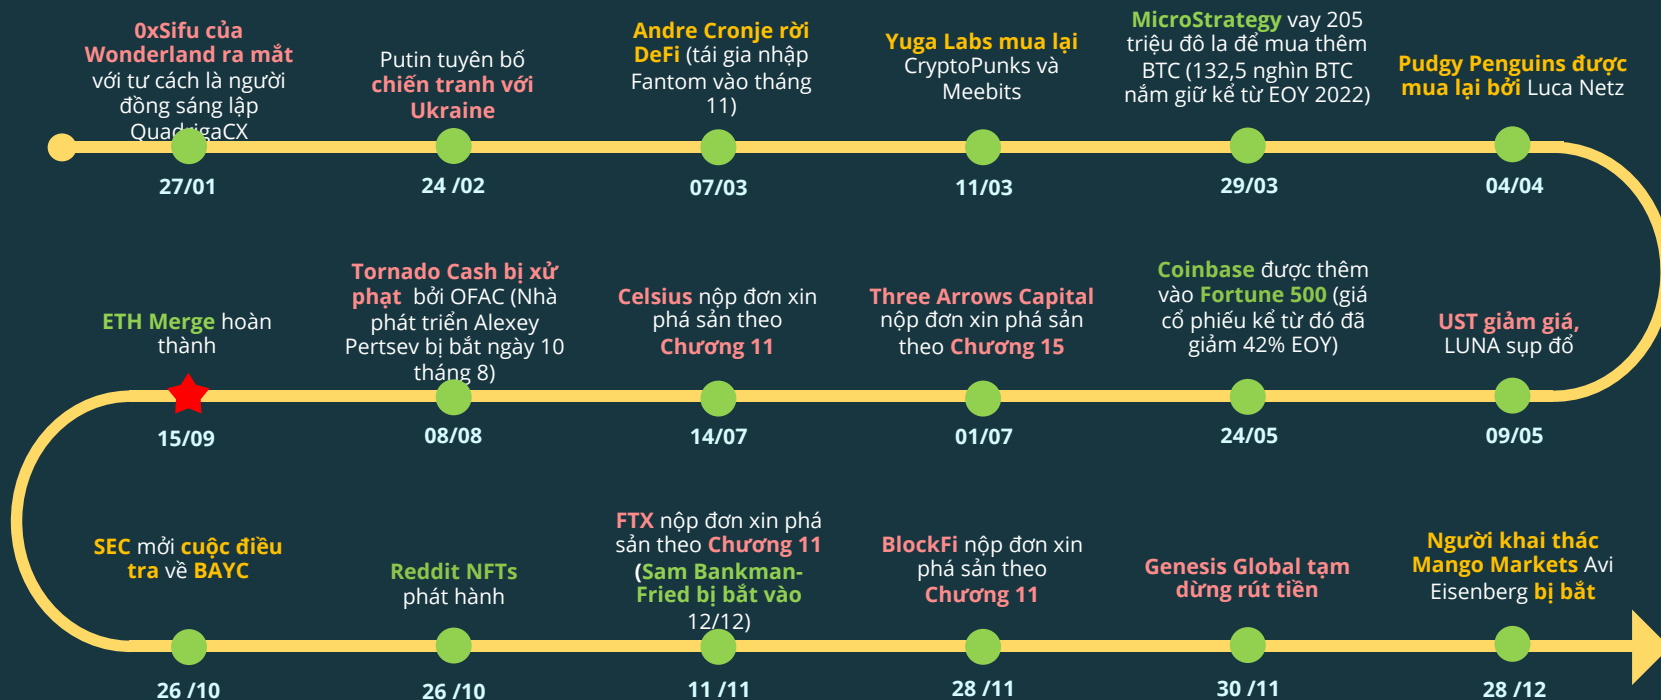 0xSifu của
Wonderland ra mắt
với tư cách là người
đồng sáng lập
QuadrigaCX
27/01
Putin tuyên bố
chiến tranh với
Ukraine
24 /02
Andre Cronje rời
DeFi (tái gia nhập
Fantom vào tháng
11)
07/03
Yuga Labs mua lại
CryptoPunks và
Meebits
11/03
MicroStrategy vay 205
triệu đô la để mua thêm
BTC (132,5 nghìn BTC
nắm giữ kể từ EOY 2022)
29/03
Pudgy Penguins được
mua lại bởi Luca Netz
04/04
ETH Merge hoàn
thành
15/09
Tornado Cash bị xử
phạt bởi OFAC (Nhà
phát triển Alexey
Pertsev bị bắt ngày 10
tháng 8)
08/08
Celsius nộp đơn xin
phá sản theo
Chương 11
14/07
Three Arrows Capital
nộp đơn xin phá sản
theo Chương 15
01/07
Coinbase được thêm
vào Fortune 500 (giá
cổ phiếu kể từ đó đã
giảm 42% EOY)
24/05
UST giảm giá,
LUNA sụp đổ
09/05
SEC mới cuộc điều
tra về BAYC
26 /10
Reddit NFTs
phát hành
26 /10
FTX nộp đơn xin phá
sản theo Chương 11
(Sam Bankman-
Fried bị bắt vào
12/12)
11 /11
BlockFi nộp đơn xin
phá sản theo
Chương 11
28 /11
Genesis Global tạm
dừng rút tiền
30 /11
Người khai thác
Mango Markets Avi
Eisenberg bị bắt
28 /12